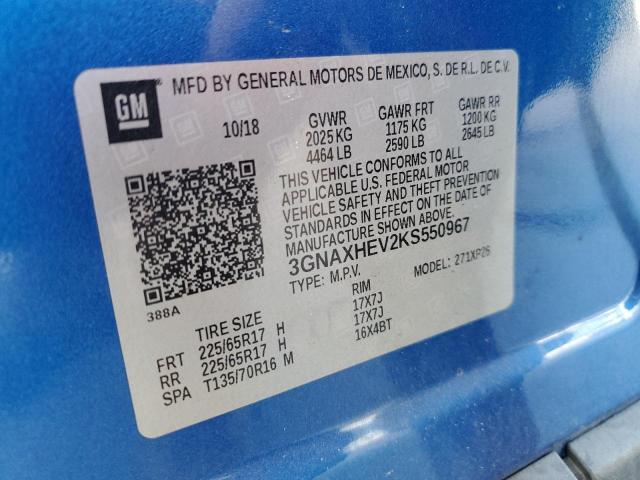 GM
MFD BY GENERAL MOTORS DE MEXICO, S. DE R.L. DE C.V.
10/18 GVWR GAWR FRT GAWR RR
2025 KG 1175 KG 1200 KG
4464 LB 2590 LB 2645 LB
THIS VEHICLE CONFORMS TO ALL
APPLICABLE U.S. FEDERAL MOTOR
VEHICLE SAFETY AND THEFT PREVENTION
STANDARDS IN EFFECT ON THE DATE OF
MANUFACTURE SHOWN ABOVE.
3GNAXHEV2KS550967
TYPE: M.P.V. MODEL: 271XP26
388A
TIRE SIZE RIM
FRT 225/65R17 H 17X7J
RR 225/65R17 H 17X7J
SPA T135/70R16 M 16X4BT